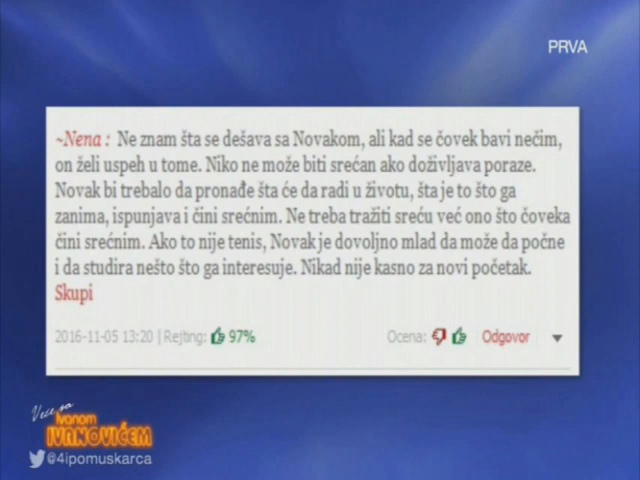 PRVA
~Nena : Ne znam šta se dešava sa Novakom, ali kad se čovek bavi nečim,
on želi uspeh u tome. Niko ne može biti srećan ako doživljava poraze.
Novak bi trebalo da pronađe šta će da radi u životu, šta je to što ga
zanima, ispunjava i čini srećnim. Ne treba tražiti sreću već ono što čoveka
čini srećnim. Ako to nije tenis, Novak je dovoljno mlad da može da počne
i da studira nešto što ga interesuje. Nikad nije kasno za novi početak.
Skupi
2016-11-05 13:20 | Rejting: 97% Ocena: Odgovor
Veče sa
Ivanom
IVANOVIĆEM
@4ipomuskarca